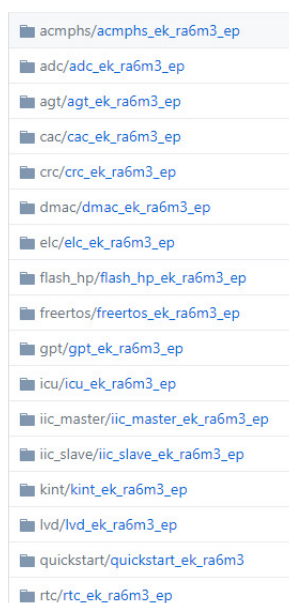 acmphs/acmphs_ek_ra6m3_ep
adc/adc_ek_ra6m3_ep
agt/agt_ek_ra6m3_ep
cac/cac_ek_ra6m3_ep
crc/crc_ek_ra6m3_ep
dmac/dmac_ek_ra6m3_ep
elc/elc_ek_ra6m3_ep
flash_hp/flash_hp_ek_ra6m3_ep
freertos/freertos_ek_ra6m3_ep
gpt/gpt_ek_ra6m3_ep
icu/icu_ek_ra6m3_ep
iic_master/iic_master_ek_ra6m3_ep
iic_slave/iic_slave_ek_ra6m3_ep
kint/kint_ek_ra6m3_ep
lvd/lvd_ek_ra6m3_ep
quickstart/quickstart_ek_ra6m3
rtc/rtc_ek_ra6m3_ep